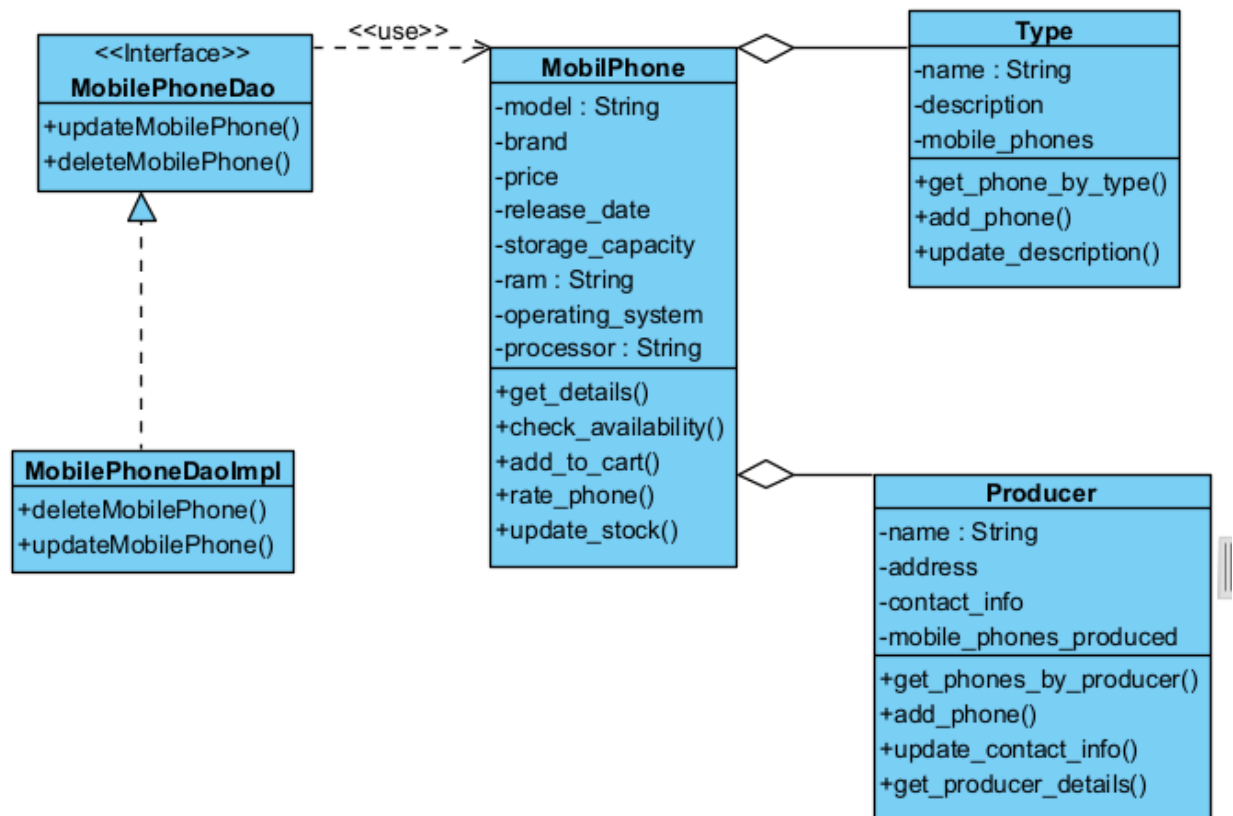 <<Interface>>
MobilePhoneDao
+updateMobilePhone()
+deleteMobilePhone()
<<use>>
MobilPhone
-model : String
-brand
-price
-release_date
-storage_capacity
-ram : String
-operating_system
-processor : String
+get_details()
+check_availability()
+add_to_cart()
+rate_phone()
+update_stock()
Type
-name : String
-description
-mobile_phones
+get_phone_by_type()
+add_phone()
+update_description()
MobilePhoneDaoImpl
+deleteMobilePhone()
+updateMobilePhone()
Producer
-name : String
-address
-contact_info
-mobile_phones_produced
+get_phones_by_producer()
+add_phone()
+update_contact_info()
+get_producer_details()